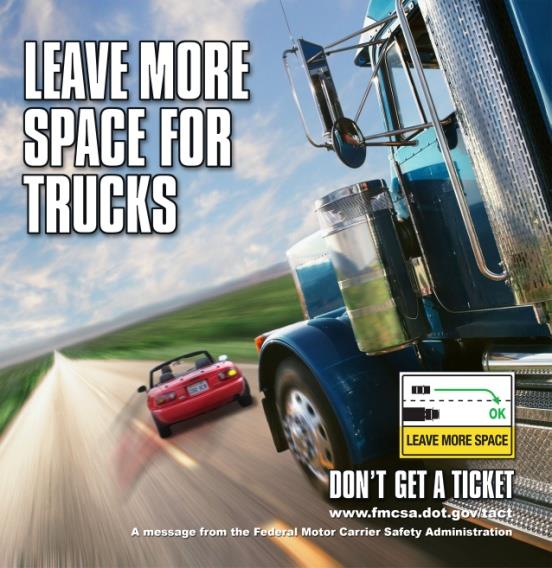 LEAVE MORE
SPACE FOR
TRUCKS
OK
LEAVE MORE SPACE
DON'T GET A TICKET
www.fmcsa.dot.gov/tact
A message from the Federal Motor Carrier Safety Administration